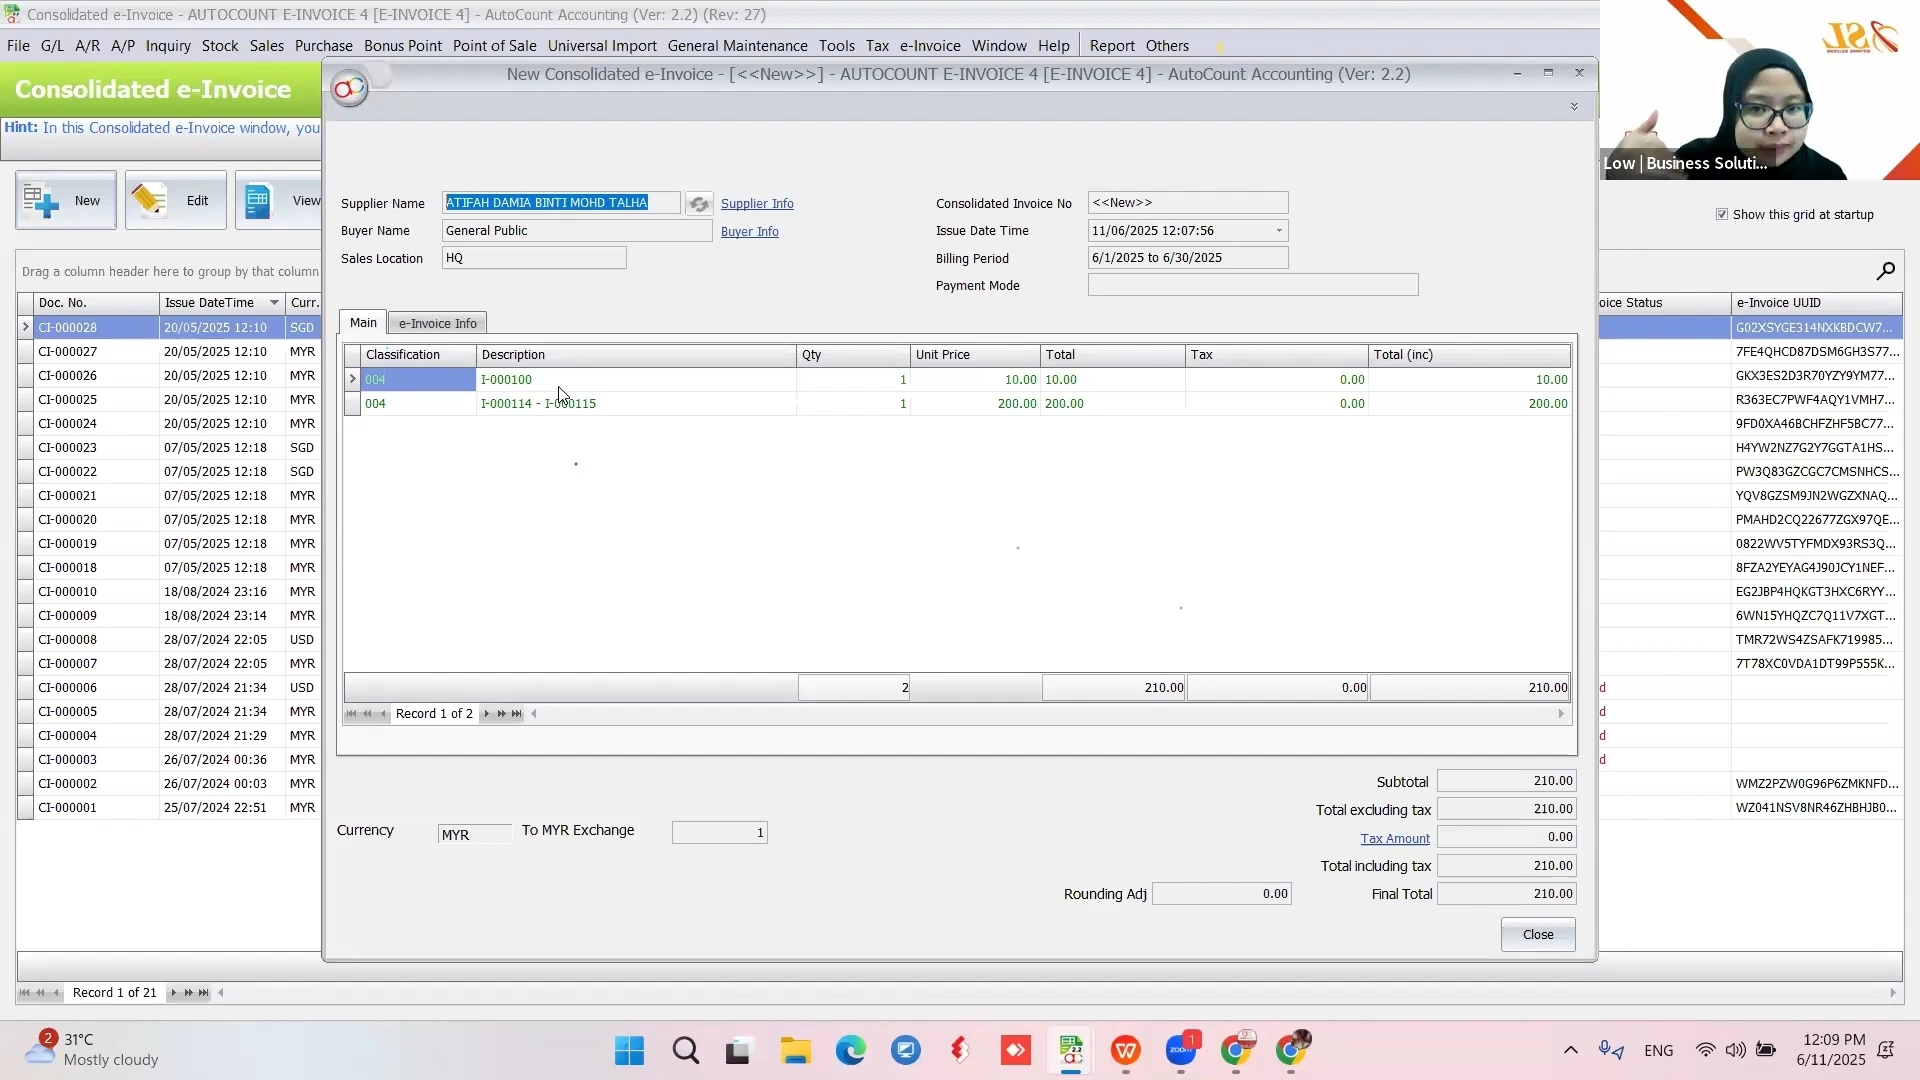 Consolidated e-Invoice - AUTOCOUNT E-INVOICE 4 [E-INVOICE 4] - AutoCount Accounting (Ver: 2.2) (Rev: 27)
File G/L A/R A/P Inquiry Stock Sales Purchase Bonus Point Point of Sale Universal Import General Maintenance Tools Tax e-Invoice Window Help Report Others
Consolidated e-Invoice
Hint: In this Consolidated e-Invoice window, you
New
Edit
View
Show this grid at startup
Drag a column header here to group by that column
Doc. No. Issue DateTime Curr. oice Status e-Invoice UUID
CI-000028 20/05/2025 12:10 SGD G02XSYGE314NXKBDCW7...
CI-000027 20/05/2025 12:10 MYR 7FE4QHCD87DSM6GH3S77...
CI-000026 20/05/2025 12:10 MYR GKX3ES2D3R70YZY9YM77...
CI-000025 20/05/2025 12:10 MYR R363EC7PWF4AQY1VMH7...
CI-000024 20/05/2025 12:10 MYR 9FD0XA46BCHFZHF5BC77...
CI-000023 07/05/2025 12:18 SGD H4YW2NZ7G2Y7GGTA1HS...
CI-000022 07/05/2025 12:18 SGD PW3Q83GZCGC7CMSNHCS...
CI-000021 07/05/2025 12:18 MYR YQV8GZSM9JN2WGZXNAQ...
CI-000020 07/05/2025 12:18 MYR PMAHD2CQ22677ZGX97QE...
CI-000019 07/05/2025 12:18 MYR 0822WV5TYFMDX93RS3Q...
CI-000018 07/05/2025 12:18 MYR 8FZA2YEYAG4J90JCY1NEF...
CI-000010 18/08/2024 23:16 MYR EG2JBP4HQKGT3HXC6RYY...
CI-000009 18/08/2024 23:14 MYR 6WN15YHQZC7Q11V7XGT...
CI-000008 28/07/2024 22:05 USD TMR72WS4ZSAFK719985...
CI-000007 28/07/2024 22:05 MYR 7T78XC0VDA1DT99P555K...
CI-000006 28/07/2024 21:34 USD d
CI-000005 28/07/2024 21:34 MYR d
CI-000004 28/07/2024 21:29 MYR d
CI-000003 26/07/2024 00:36 MYR d
CI-000002 26/07/2024 00:03 MYR WMZ2PZW0G96P6ZMKNFD...
CI-000001 25/07/2024 22:51 MYR WZ041NSV8NR46ZHBHJB0...
Record 1 of 21
New Consolidated e-Invoice - [<<New>>] - AUTOCOUNT E-INVOICE 4 [E-INVOICE 4] - AutoCount Accounting (Ver: 2.2)
Supplier Name ATIFAH DAMIA BINTI MOHD TALHA Supplier Info
Buyer Name General Public Buyer Info
Sales Location HQ
Consolidated Invoice No <<New>>
Issue Date Time 11/06/2025 12:07:56
Billing Period 6/1/2025 to 6/30/2025
Payment Mode
Main e-Invoice Info
Classification Description Qty Unit Price Total Tax Total (inc)
004 I-000100 1 10.00 10.00 0.00 10.00
004 I-000114 - I-000115 1 200.00 200.00 0.00 200.00
2 210.00 0.00 210.00
Record 1 of 2
Currency MYR To MYR Exchange 1
Subtotal 210.00
Total excluding tax 210.00
Tax Amount 0.00
Total including tax 210.00
Rounding Adj 0.00 Final Total 210.00
Close
JSL
Low | Business Soluti...
2
31°C
Mostly cloudy
2.2
zoom
1
ENG
12:09 PM
6/11/2025